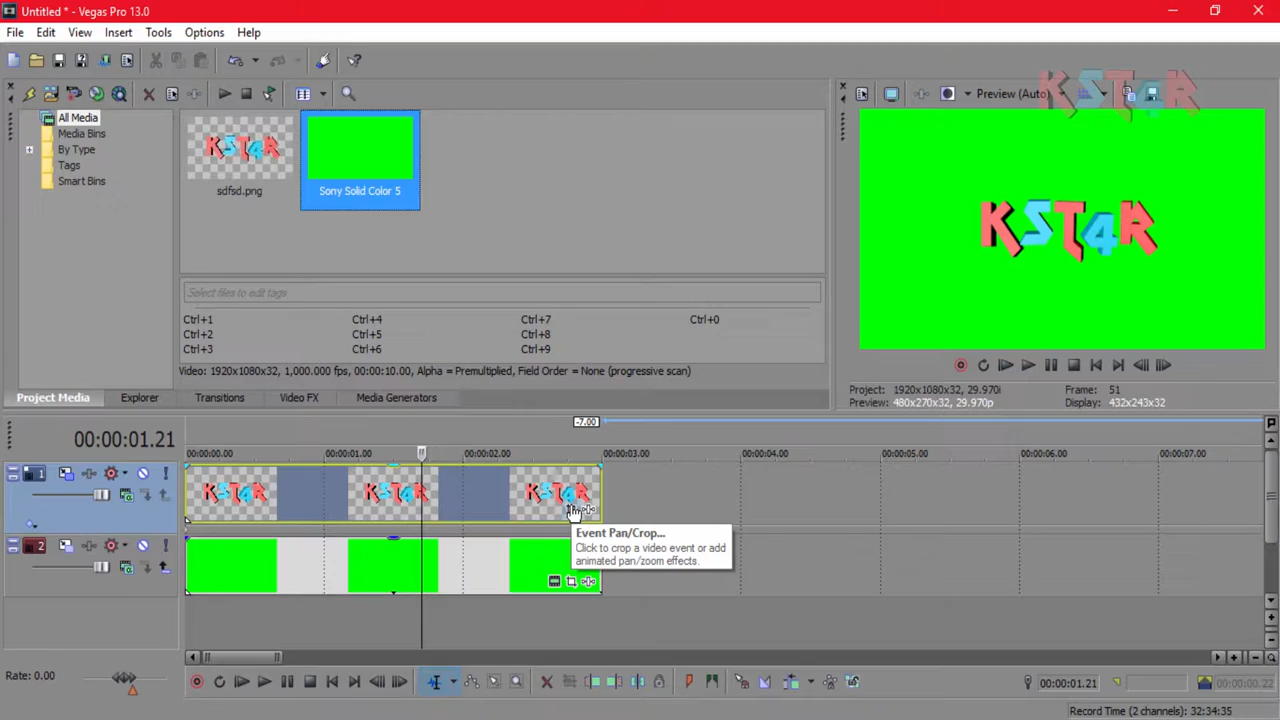 Untitled * - Vegas Pro 13.0
File Edit View Insert Tools Options Help
KST4R
Preview (Auto)
All Media
Media Bins
By Type
Tags
Smart Bins
KST4R
sdfsd.png
Sony Solid Color 5
KST4R
Select files to edit tags
Ctrl+1 Ctrl+4 Ctrl+7 Ctrl+0
Ctrl+2 Ctrl+5 Ctrl+8
Ctrl+3 Ctrl+6 Ctrl+9
Video: 1920x1080x32, 1,000.000 fps, 00:00:10.00, Alpha = Premultiplied, Field Order = None (progressive scan)
Project Media Explorer Transitions Video FX Media Generators
Project: 1920x1080x32, 29.970i Frame: 51
Preview: 480x270x32, 29.970p Display: 432x243x32
-7.00
00:00:01.21
00:00:00.00 00:00:01.00 00:00:02.00 00:00:03.00 00:00:04.00 00:00:05.00 00:00:06.00 00:00:07.00
1
KST4R KST4R KST4R
Event Pan/Crop...
Click to crop a video event or add
animated pan/zoom effects.
2
Rate: 0.00
00:00:01.21
00:00:00.22
Record Time (2 channels): 32:34:35